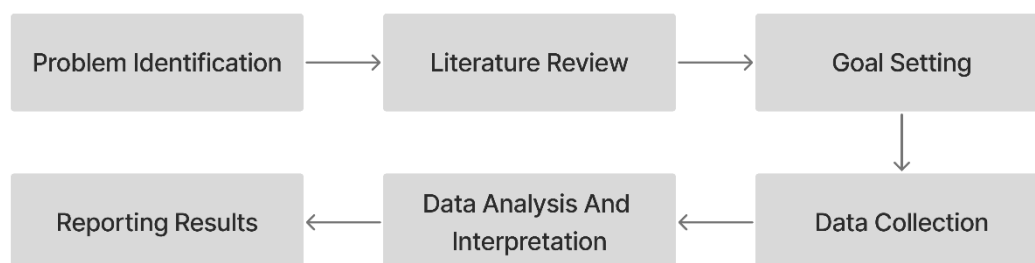 Problem Identification
Literature Review
Goal Setting
Data Collection
Data Analysis And
Interpretation
Reporting Results